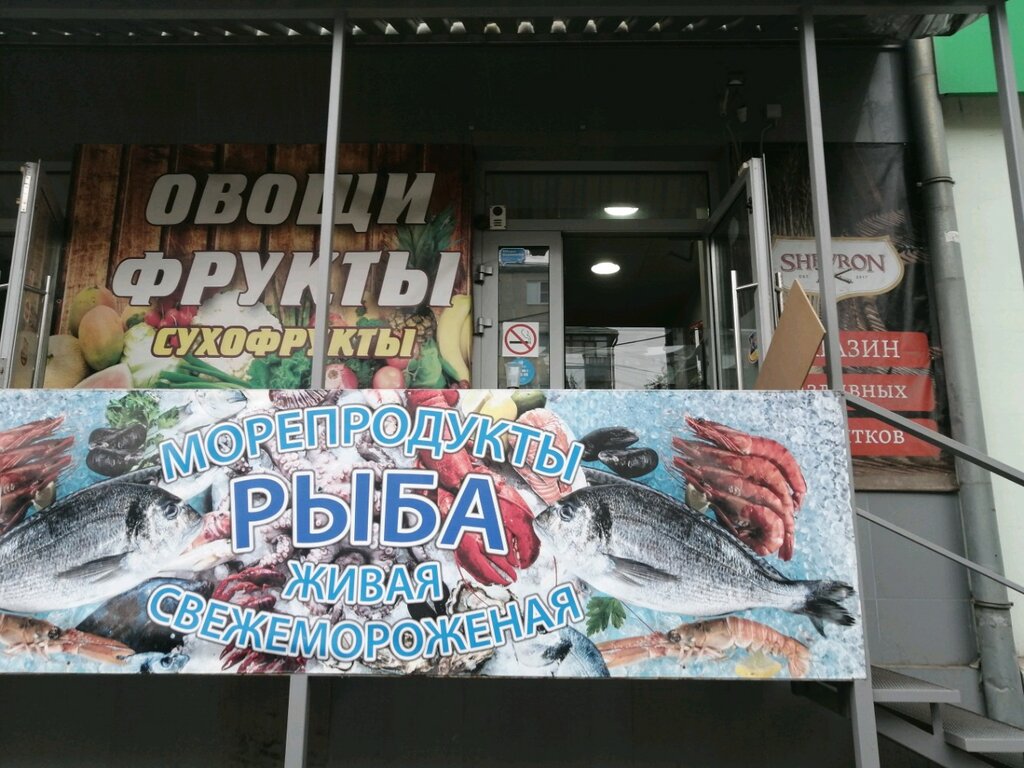 ОВОЩИ
ФРУКТЫ
СУХОФРУКТЫ
SHEVRON
МОРЕПРОДУКТЫ
РЫБА
ЖИВАЯ
СВЕЖЕМОРОЖЕНАЯ